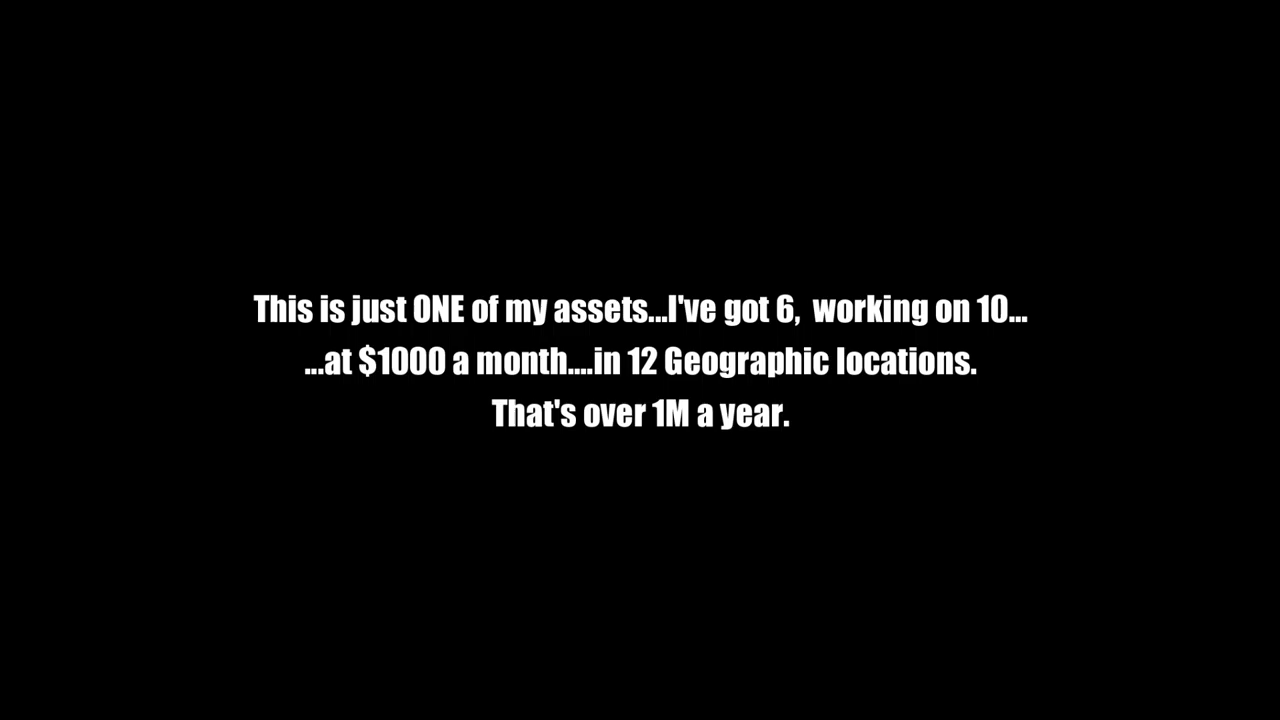 This is just ONE of my assets...I've got 6,  working on 10...
...at $1000 a month....in 12 Geographic locations.
That's over 1M a year.